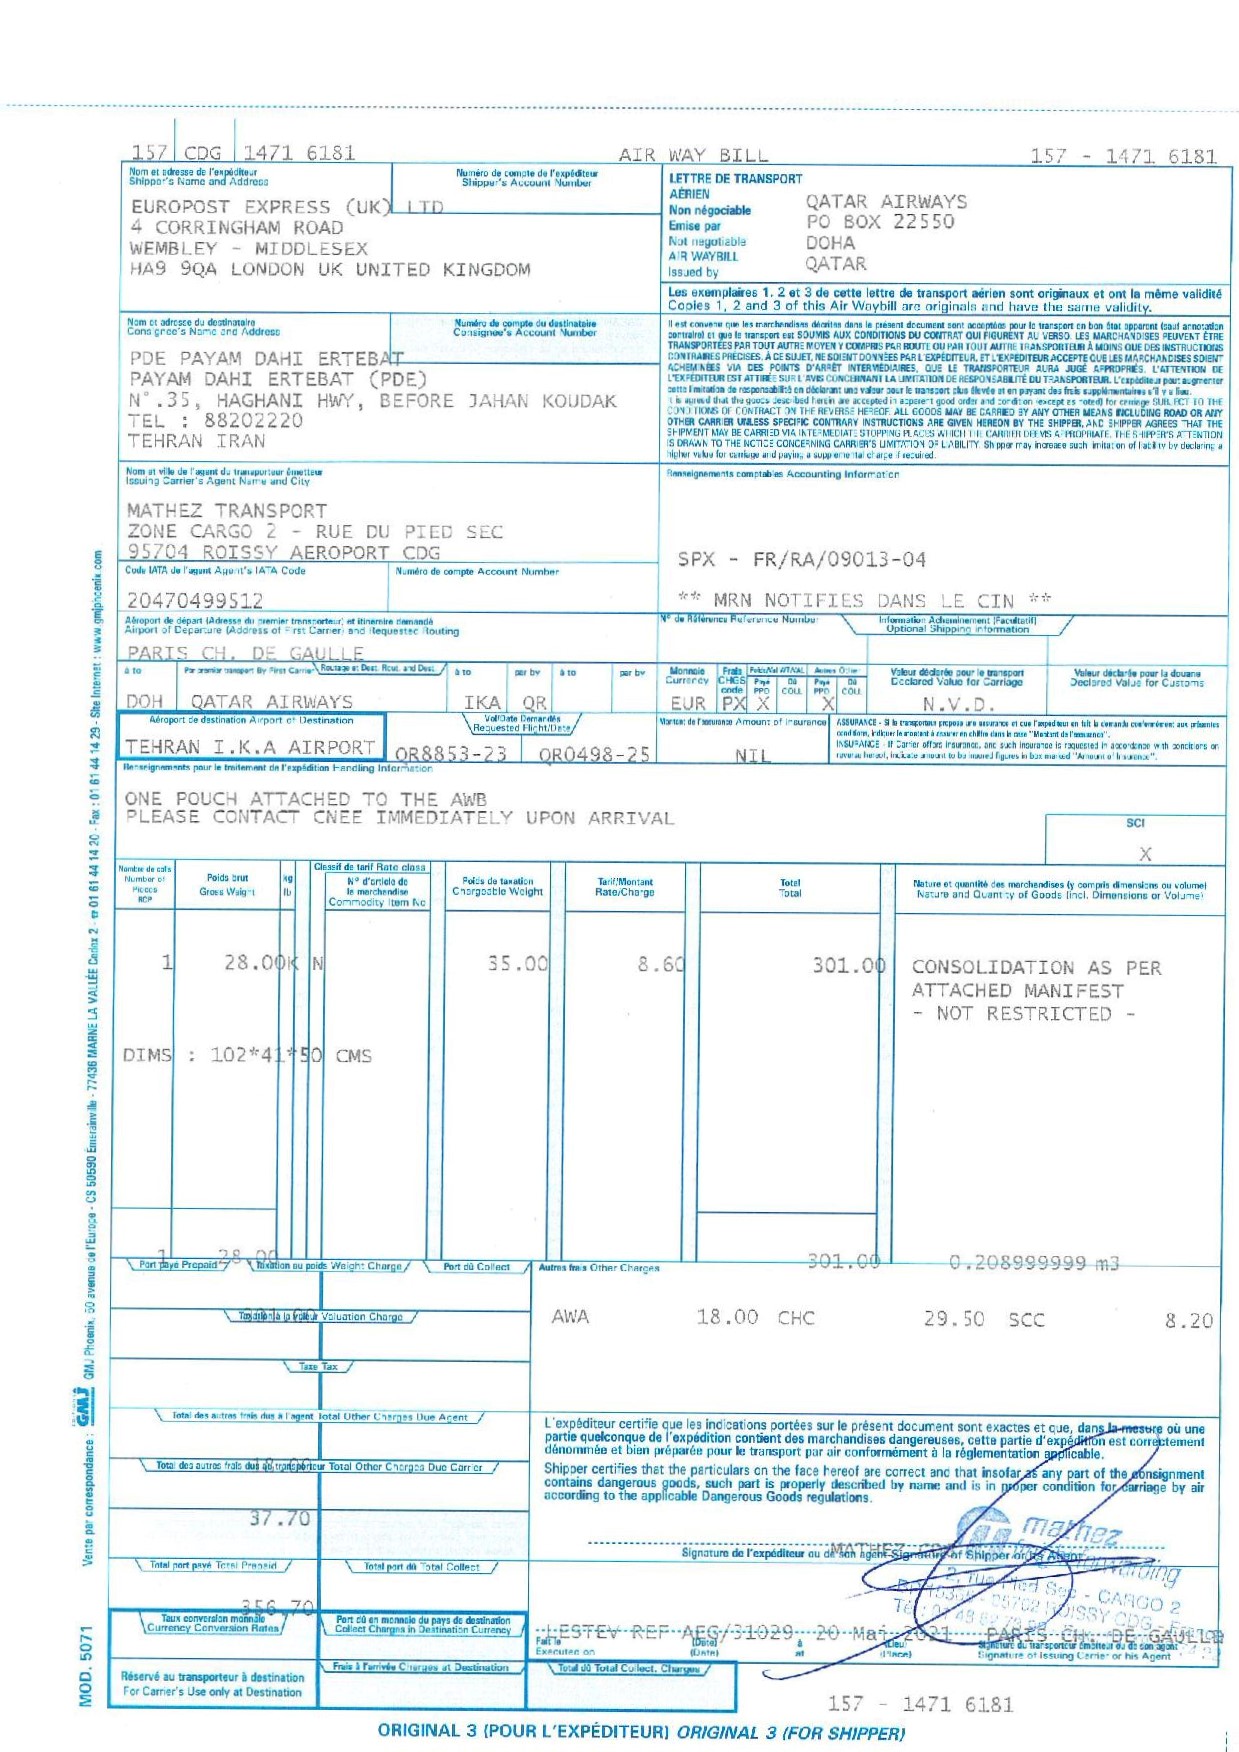 157 CDG 1471 6181 AIR WAY BILL 157 - 1471 6181
Nom et adresse de l'expéditeur
Shipper's Name and Address
Numéro de compte de l'expéditeur
Shipper's Account Number
EUROPOST EXPRESS (UK) LTD
4 CORRINGHAM ROAD
WEMBLEY - MIDDLESEX
HA9 9QA LONDON UK UNITED KINGDOM
LETTRE DE TRANSPORT
AÉRIEN
Non négociable
Emise par
Not negotiable
AIR WAYBILL
Issued by
QATAR AIRWAYS
PO BOX 22550
DOHA
QATAR
Les exemplaires 1, 2 et 3 de cette lettre de transport aérien sont originaux et ont la même validité
Copies 1, 2 and 3 of this Air Waybill are originals and have the same validity.
Nom et adresse du destinataire
Consignee's Name and Address
Numéro de compte du destinataire
Consignee's Account Number
PDE PAYAM DAHI ERTEBAT
PAYAM DAHI ERTEBAT (PDE)
N°.35, HAGHANI HWY, BEFORE JAHAN KOUDAK
TEL : 88202220
TEHRAN IRAN
Il est convenu que les marchandises décrites dans le présent document sont acceptées pour le transport en bon état apparent (sauf annotation
contraire) et que le transport est SOUMIS AUX CONDITIONS DU CONTRAT QUI FIGURENT AU VERSO. LES MARCHANDISES PEUVENT ÊTRE
TRANSPORTÉES PAR TOUT AUTRE MOYEN Y COMPRIS PAR ROUTE OU PAR TOUT AUTRE TRANSPORTEUR À MOINS QUE DES INSTRUCTIONS
CONTRAIRES PRÉCISES, À CE SUJET, NE SOIENT DONNÉES PAR L'EXPÉDITEUR, ET L'EXPÉDITEUR ACCEPTE QUE LES MARCHANDISES SOIENT
ACHEMINÉES VIA DES POINTS D'ARRÊT INTERMÉDIAIRES, QUE LE TRANSPORTEUR AURA JUGÉ APPROPRIÉS. L'ATTENTION DE
L'EXPÉDITEUR EST ATTIRÉE SUR L'AVIS CONCERNANT LA LIMITATION DE RESPONSABILITÉ DU TRANSPORTEUR. L'expéditeur peut augmenter
cette limitation de responsabilité en déclarant une valeur pour le transport plus élevée et en payant des frais supplémentaires s'il y a lieu.
It is agreed that the goods described herein are accepted in apparent good order and condition (except as noted) for carriage SUBJECT TO THE
CONDITIONS OF CONTRACT ON THE REVERSE HEREOF. ALL GOODS MAY BE CARRIED BY ANY OTHER MEANS INCLUDING ROAD OR ANY
OTHER CARRIER UNLESS SPECIFIC CONTRARY INSTRUCTIONS ARE GIVEN HEREON BY THE SHIPPER, AND SHIPPER AGREES THAT THE
SHIPMENT MAY BE CARRIED VIA INTERMEDIATE STOPPING PLACES WHICH THE CARRIER DEEMS APPROPRIATE. THE SHIPPER'S ATTENTION
IS DRAWN TO THE NOTICE CONCERNING CARRIER'S LIMITATION OF LIABILITY. Shipper may increase such limitation of liability by declaring a
higher value for carriage and paying a supplemental charge if required.
Nom et ville de l'agent du transporteur émetteur
Issuing Carrier's Agent Name and City
MATHEZ TRANSPORT
ZONE CARGO 2 - RUE DU PIED SEC
95704 ROISSY AEROPORT CDG
Renseignements comptables Accounting Information
SPX - FR/RA/09013-04
** MRN NOTIFIES DANS LE CIN **
Code IATA de l'agent Agent's IATA Code
Numéro de compte Account Number
20470499512
Aéroport de départ (Adresse du premier transporteur) et itinéraire demandé
Airport of Departure (Address of First Carrier) and Requested Routing
PARIS CH. DE GAULLE
N° de Référence Reference Number
Information Acheminement (Facultatif)
Optional Shipping Information
à to Par premier transport By First Carrier Routage et Dest. Rout. and Dest. à to par by à to par by
Monnaie Currency Frais CHGS code Poids/Val WT/VAL Payé PPD Dû COLL Autres Other Payé PPD Dû COLL
Valeur déclarée pour le transport
Declared Value for Carriage
Valeur déclarée pour la douane
Declared Value for Customs
DOH QATAR AIRWAYS IKA QR EUR PX X X N.V.D.
Aéroport de destination Airport of Destination
Vol/Date Demandés
Requested Flight/Date
Montant de l'assurance Amount of Insurance
TEHRAN I.K.A AIRPORT QR8853-23 QR0498-25 NIL
ASSURANCE - Si le transporteur propose une assurance et que l'expéditeur en fait la demande conformément aux présentes
conditions, indiquer le montant à assurer en chiffre dans la case "Montant de l'assurance".
INSURANCE - If Carrier offers insurance, and such insurance is requested in accordance with conditions on
reverse hereof, indicate amount to be insured figures in box marked "Amount of Insurance".
Renseignements pour le traitement de l'expédition Handling Information
ONE POUCH ATTACHED TO THE AWB
PLEASE CONTACT CNEE IMMEDIATELY UPON ARRIVAL
SCI
X
Nombre de colis
Number of
Pieces
RCP
Poids brut
Gross Weight
kg
lb
Classif de tarif Rate class
N° d'article de
la marchandise
Commodity Item No
Poids de taxation
Chargeable Weight
Tarif/Montant
Rate/Charge
Total
Total
Nature et quantité des marchandises (y compris dimensions ou volume)
Nature and Quantity of Goods (incl. Dimensions or Volume)
1 28.00K N 35.00 8.60 301.00 CONSOLIDATION AS PER
ATTACHED MANIFEST
- NOT RESTRICTED -
DIMS : 102*41*50 CMS
1 28.00 301.00 0.208999999 m3
Port payé Prepaid Taxation au poids Weight Charge Port dû Collect
Autres frais Other Charges
Taxation à la valeur Valuation Charge
AWA 18.00 CHC 29.50 SCC 8.20
Taxe Tax
Total des autres frais dus à l'agent Total Other Charges Due Agent
Total des autres frais dus au transporteur Total Other Charges Due Carrier
37.70
L'expéditeur certifie que les indications portées sur le présent document sont exactes et que, dans la mesure où une
partie quelconque de l'expédition contient des marchandises dangereuses, cette partie d'expédition est correctement
dénommée et bien préparée pour le transport par air conformément à la réglementation applicable.
Shipper certifies that the particulars on the face hereof are correct and that insofar as any part of the consignment
contains dangerous goods, such part is properly described by name and is in proper condition for carriage by air
according to the applicable Dangerous Goods regulations.
mathez
Signature de l'expéditeur ou de son agent Signature of Shipper or his Agent
CARGO 2
Total port payé Total Prepaid
Total port dû Total Collect
356.70
Taux conversion monnaie
Currency Conversion Rates
Port dû en monnaie du pays de destination
Collect Charges in Destination Currency
LESTEV REF AEG/31029 20 Mai 2021 PARIS CH. DE GAULLE
Fait le
Executed on
(Date)
(Date)
à
at
(Lieu)
(Place)
Signature du Transporteur émetteur ou de son agent
Signature of Issuing Carrier or his Agent
Réservé au transporteur à destination
For Carrier's Use only at Destination
Frais à l'arrivée Charges at Destination
Total dû Total Collect. Charges
157 - 1471 6181
ORIGINAL 3 (POUR L'EXPÉDITEUR) ORIGINAL 3 (FOR SHIPPER)
MOD. 5071
Vente par correspondance : GMJ GMJ Phoenix, 50 avenue de l'Europe - CS 50590 Émerainville - 77436 MARNE LA VALLÉE Cedex 2 - 01 61 44 14 20 - Fax : 01 61 44 14 29 - Site Internet : www.gmjphoenix.com